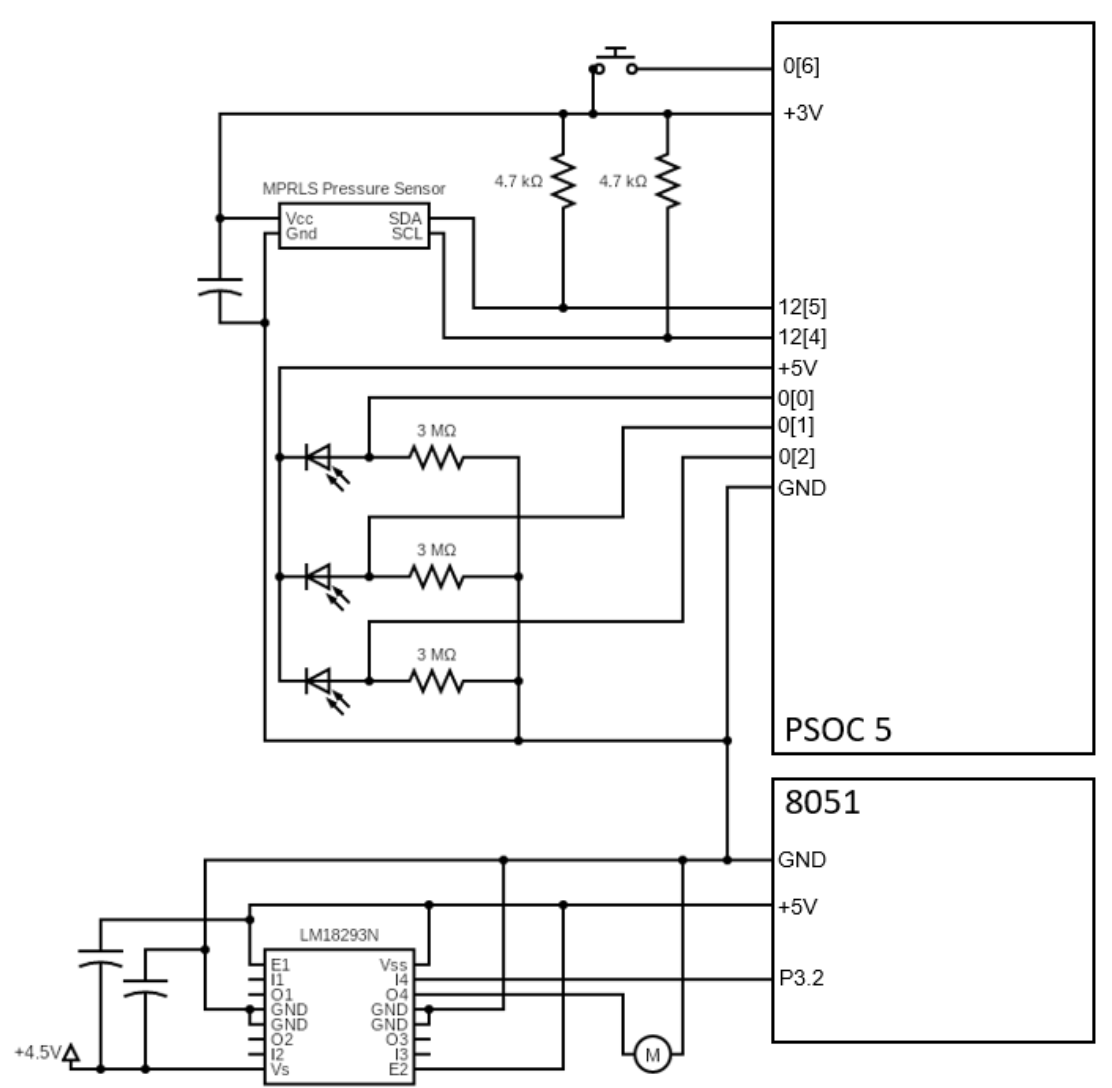 0[6]
+3V
4.7 kΩ
4.7 kΩ
MPRLS Pressure Sensor
Vcc
SDA
Gnd
SCL
12[5]
12[4]
+5V
0[0]
0[1]
3 MΩ
0[2]
GND
3 MΩ
3 MΩ
PSOC 5
8051
GND
+5V
LM18293N
E1
Vss
I1
I4
P3.2
O1
O4
GND
GND
GND
GND
O2
O3
+4.5V
I2
I3
M
Vs
E2